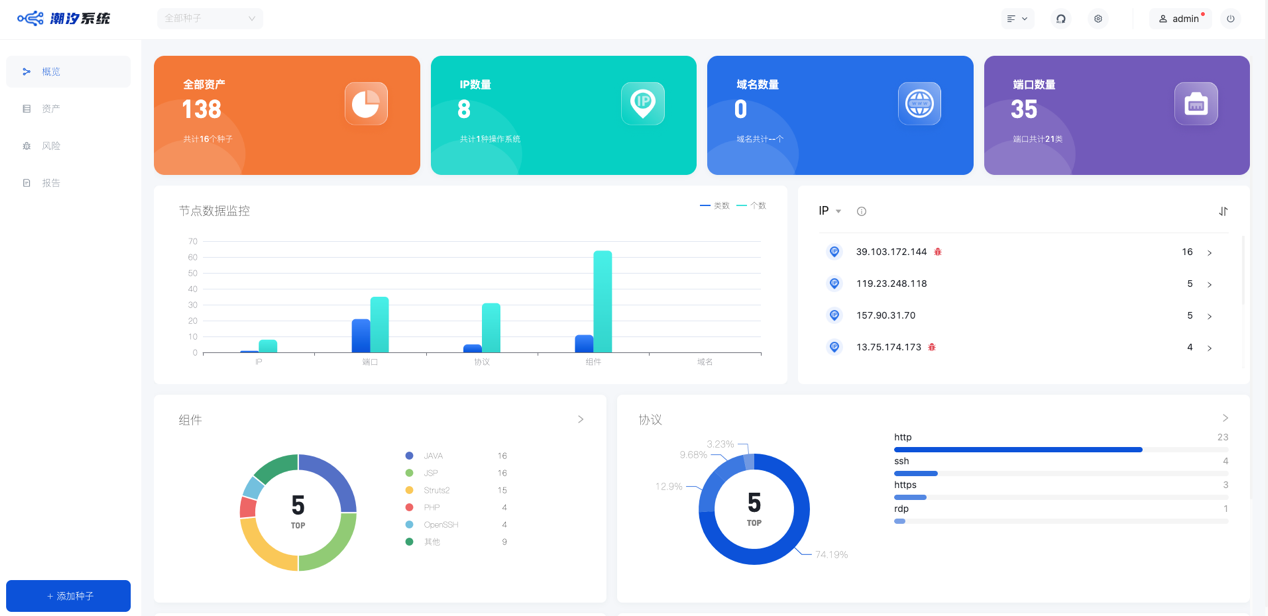 潮汐系统
全部种子
admin
概览
资产
风险
报告
+ 添加种子
全部资产
138
共计16个种子
IP数量
8
共计1种操作系统
IP
域名数量
0
域名共计--个
端口数量
35
端口共计21类
节点数据监控
类数
个数
70
60
50
40
30
20
10
0
IP
端口
协议
组件
域名
IP
39.103.172.144
16
119.23.248.118
5
157.90.31.70
5
13.75.174.173
4
组件
5
TOP
JAVA 16
JSP 16
Struts2 15
PHP 4
OpenSSH 4
其他 9
协议
3.23%
9.68%
12.9%
74.19%
5
TOP
http 23
ssh 4
https 3
rdp 1